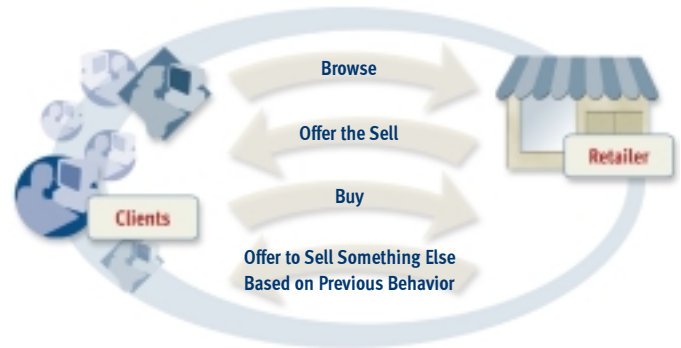 Browse
Offer the Sell
Retailer
Buy
Clients
Offer to Sell Something Else
Based on Previous Behavior